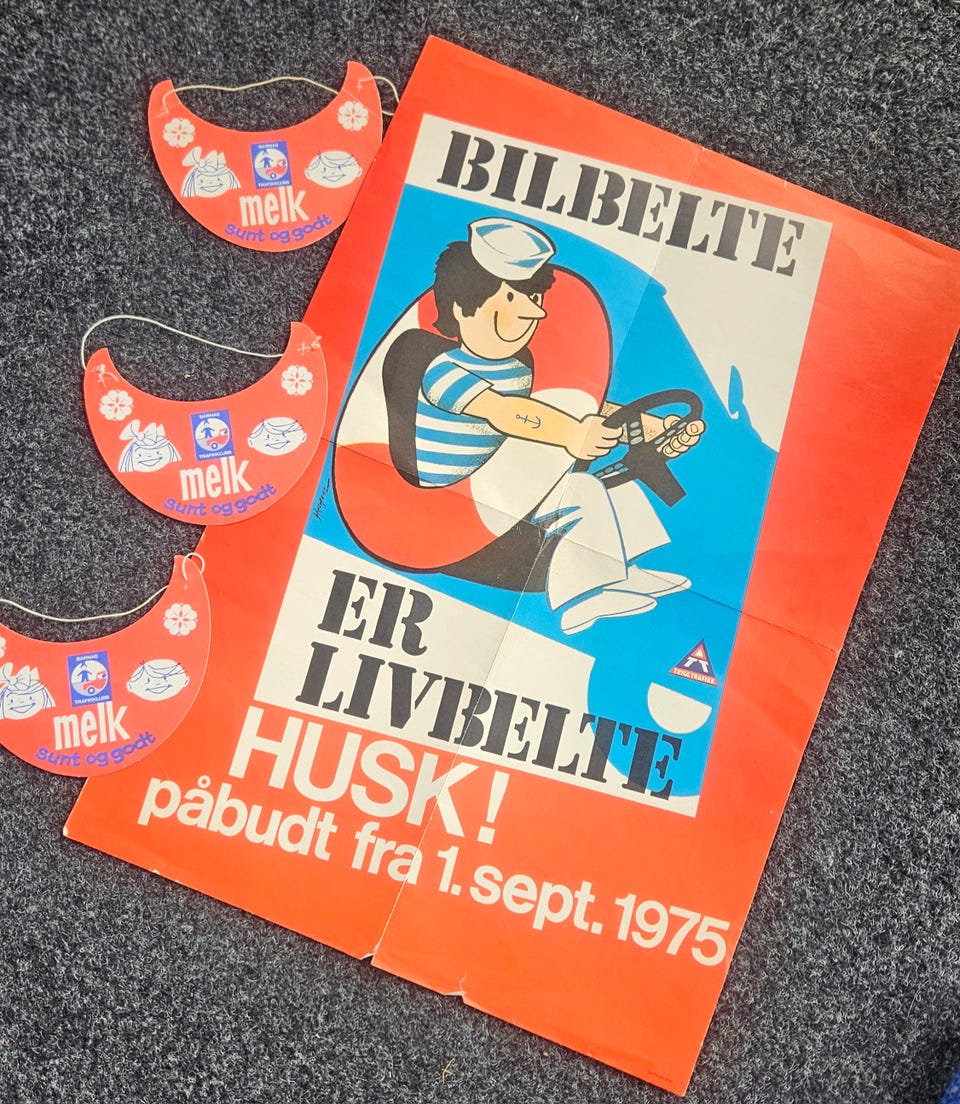 BARNAS
TRAFIKKLUBB
melk
sunt og godt
BARNAS
TRAFIKKLUBB
melk
sunt og godt
BARNAS
TRAFIKKLUBB
melk
sunt og godt
BILBELTE
ER
LIVBELTE
TRYGG TRAFIKK
HUSK!
påbudt fra 1. sept. 1975